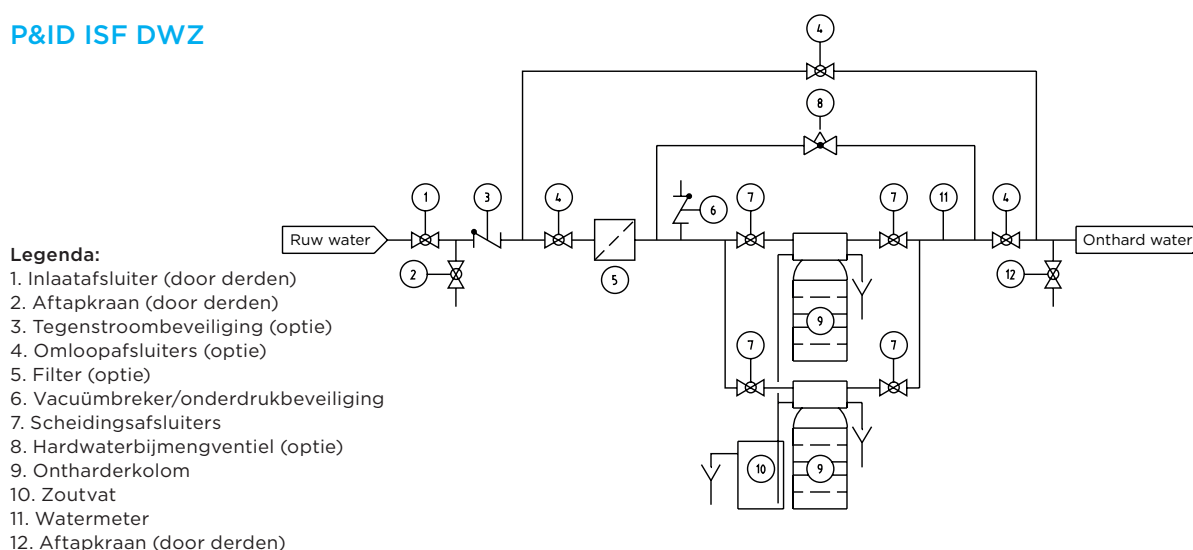 P&ID ISF DWZ
4
8
1
3
4
7
7
11
4
6
Ruw water
Onthard water
2
5
12
9
7
7
10
9
Legenda:
1. Inlaatafsluiter (door derden)
2. Aftapkraan (door derden)
3. Tegenstroombeveiliging (optie)
4. Omloopafsluiters (optie)
5. Filter (optie)
6. Vacuümbreker/onderdrukbeveiliging
7. Scheidingsafsluiters
8. Hardwaterbijmengventiel (optie)
9. Ontharderkolom
10. Zoutvat
11. Watermeter
12. Aftapkraan (door derden)